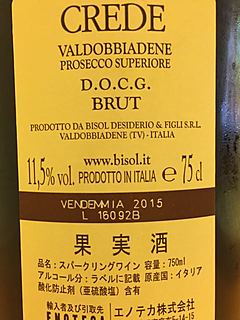 CREDE
VALDOBBIADENE
PROSECCO SUPERIORE
D.O.C.G.
BRUT
PRODOTTO DA BISOL DESIDERIO & FIGLI S.R.L.
VALDOBBIADENE (TV) - ITALIA
www.bisol.it
11,5% vol. PRODOTTO IN ITALIA e 75 cl
VENDEMMIA 2015
L 16092B
果実酒
品名：スパークリングワイン 容量：750ml
アルコール分：ラベルに記載 原産国：イタリア
酸化防止剤（亜硫酸塩）含有
輸入者及び引取先 エノテカ株式会社
ENOTECA